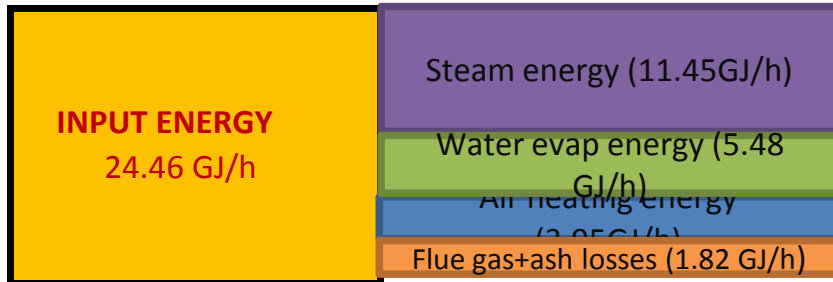 INPUT ENERGY
24.46 GJ/h
Steam energy (11.45GJ/h)
Water evap energy (5.48
GJ/h)
Air heating energy
Flue gas+ash losses (1.82 GJ/h)